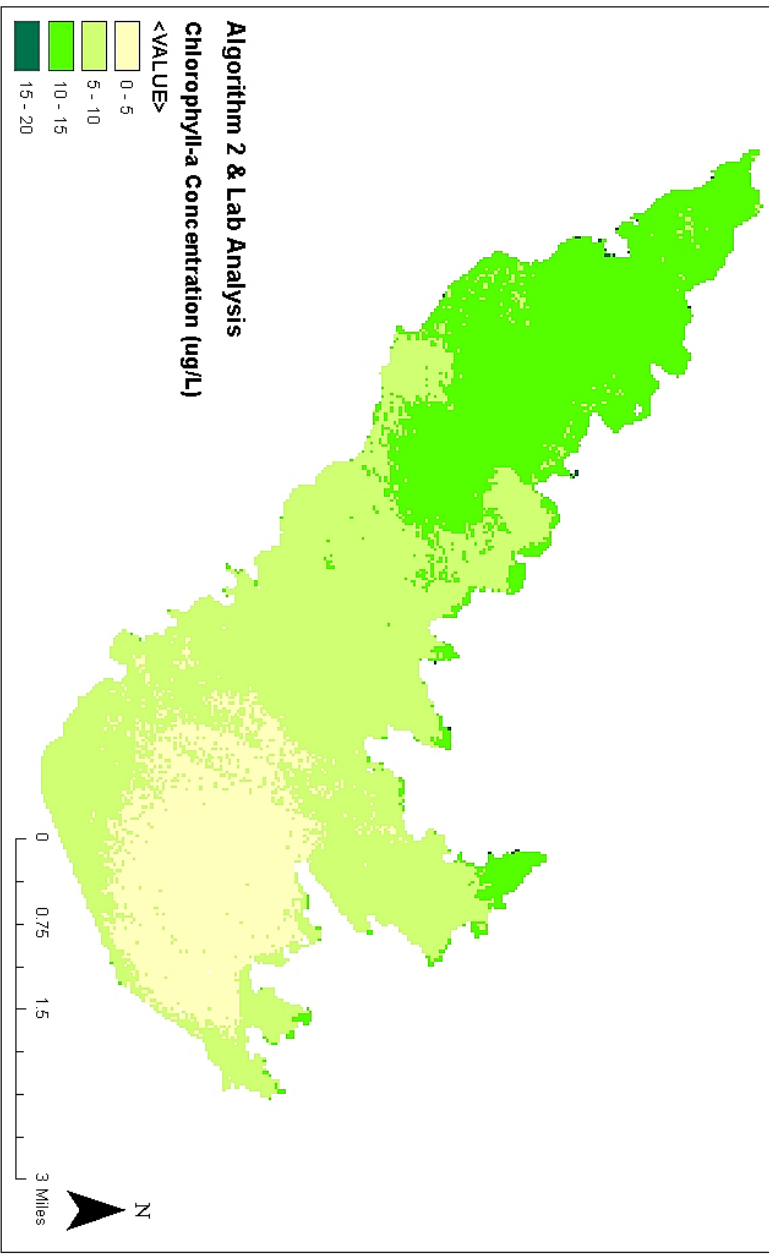 Algorithm 2 & Lab Analysis
Chlorophyll-a Concentration (ug/L)
<VALUE>
0 - 5
5 - 10
10 - 15
15 - 20
0 0.75 1.5 3 Miles
N